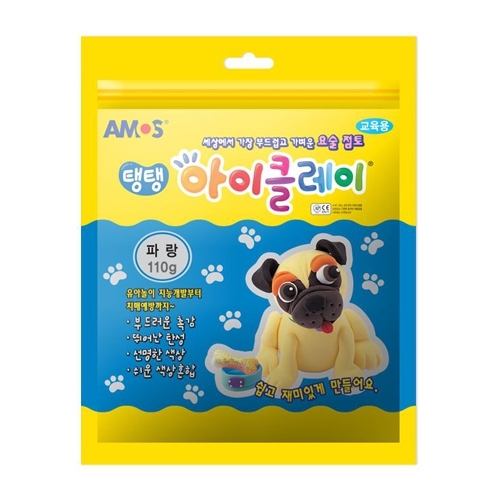 AMOS
교육용
세상에서 가장 부드럽고 가벼운 요술 점토
탱탱 아이클레이
파랑
110g
유아놀이 지능개발부터
치매예방까지~
· 부드러운 촉감
· 뛰어난 탄성
· 선명한 색상
· 쉬운 색상혼합
쉽고 재미있게 만들어요.